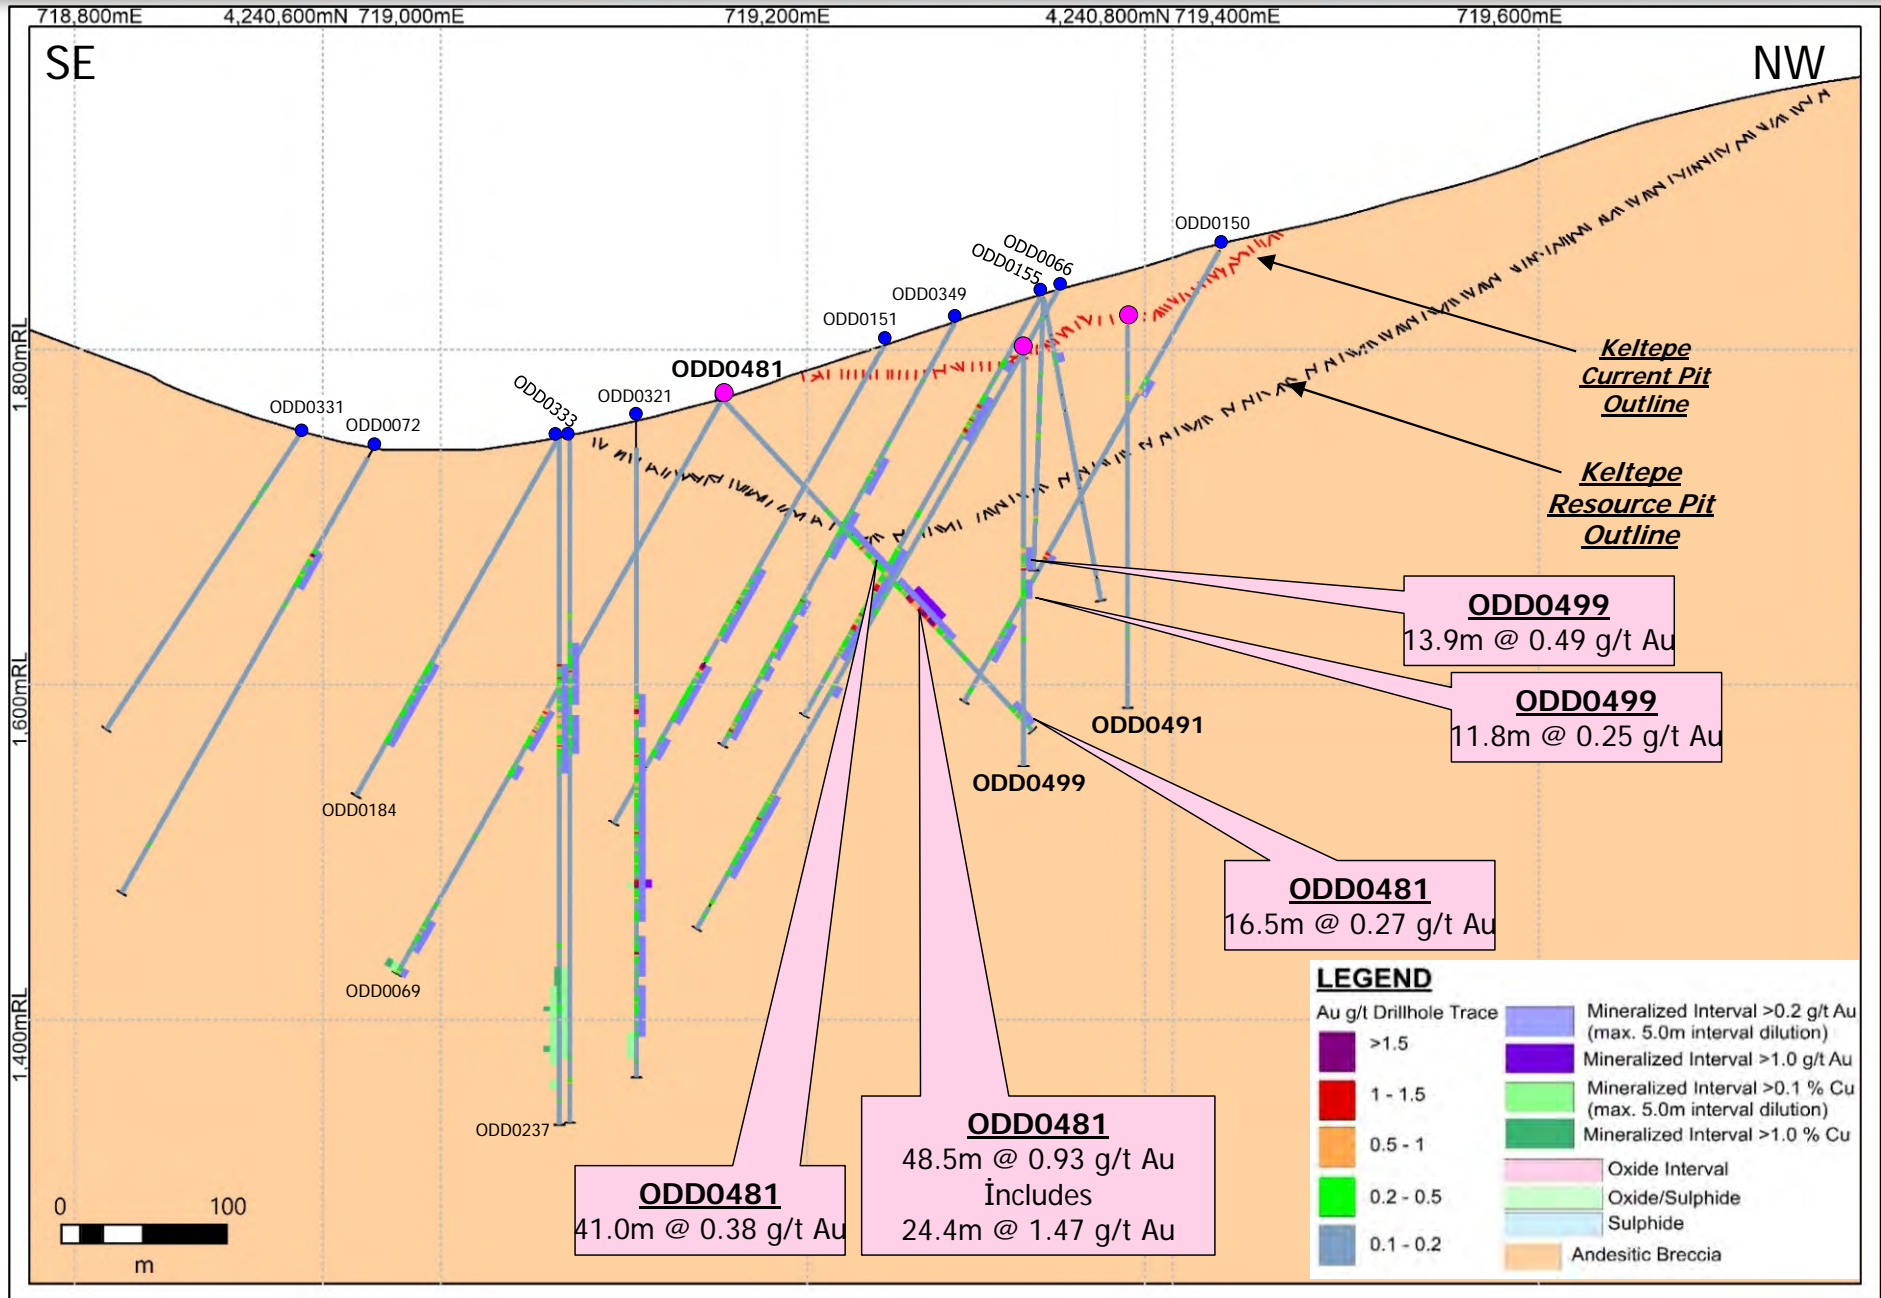 718,800mE 4,240,600mN 719,000mE 719,200mE 4,240,800mN 719,400mE 719,600mE
SE NW
ODD0150
ODD0066
ODD0155
ODD0349
ODD0151
1,800mRL
Keltepe
Current Pit
Outline
ODD0481
ODD0333
ODD0321
ODD0331
ODD0072
Keltepe
Resource Pit
Outline
ODD0499
13.9m @ 0.49 g/t Au
1,600mRL
ODD0499
11.8m @ 0.25 g/t Au
ODD0491
ODD0499
ODD0184
ODD0481
16.5m @ 0.27 g/t Au
ODD0069
1,400mRL
ODD0237
ODD0481
41.0m @ 0.38 g/t Au
ODD0481
48.5m @ 0.93 g/t Au
İncludes
24.4m @ 1.47 g/t Au
0 100
m
LEGEND
Au g/t Drillhole Trace
>1.5
1 - 1.5
0.5 - 1
0.2 - 0.5
0.1 - 0.2
Mineralized Interval >0.2 g/t Au
(max. 5.0m interval dilution)
Mineralized Interval >1.0 g/t Au
Mineralized Interval >0.1 % Cu
(max. 5.0m interval dilution)
Mineralized Interval >1.0 % Cu
Oxide Interval
Oxide/Sulphide
Sulphide
Andesitic Breccia